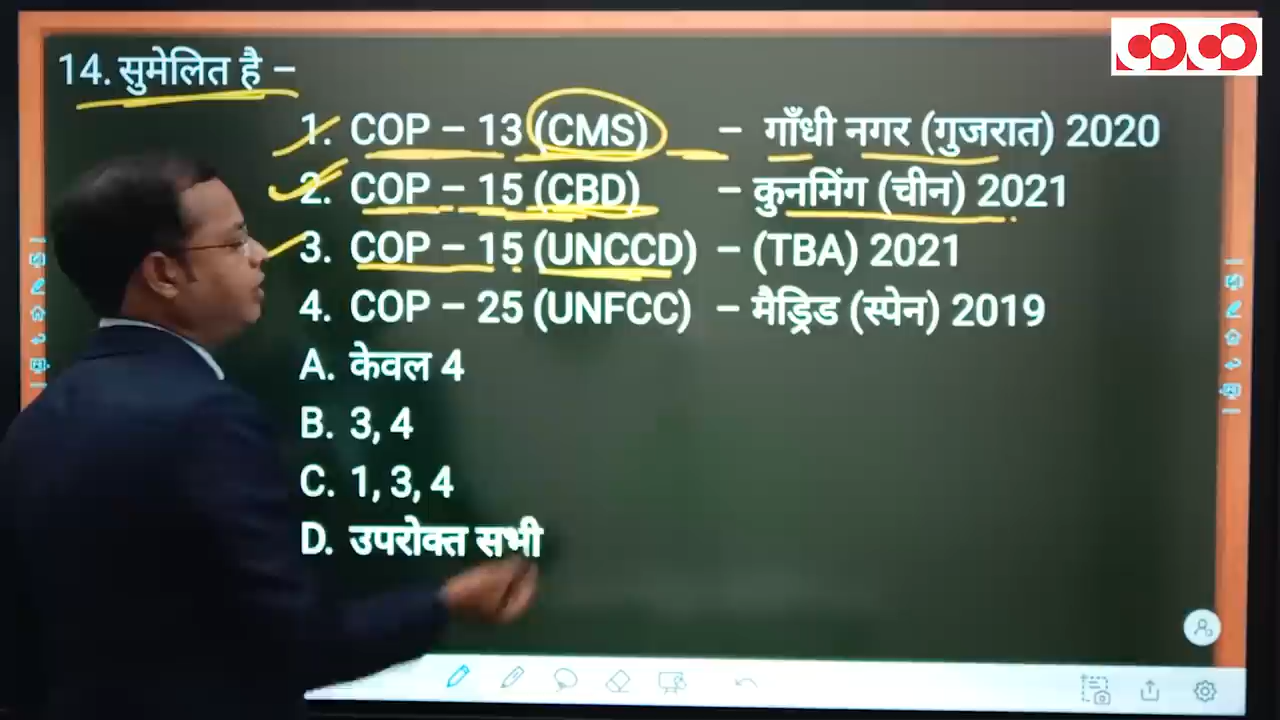 14. सुमेलित है –
1. COP – 13 (CMS) – गाँधी नगर (गुजरात) 2020
2. COP – 15 (CBD) – कुनमिंग (चीन) 2021
3. COP – 15 (UNCCD) – (TBA) 2021
4. COP – 25 (UNFCC) – मैड्रिड (स्पेन) 2019
A. केवल 4
B. 3, 4
C. 1, 3, 4
D. उपरोक्त सभी